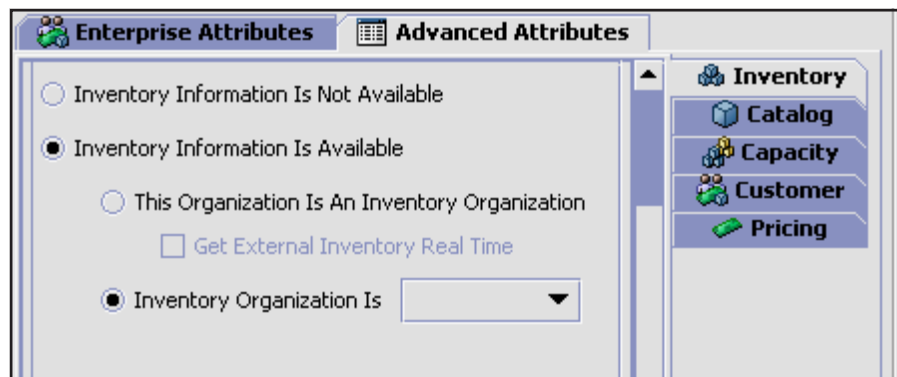 Enterprise Attributes
Advanced Attributes
Inventory Information Is Not Available
Inventory Information Is Available
This Organization Is An Inventory Organization
Get External Inventory Real Time
Inventory Organization Is
Inventory
Catalog
Capacity
Customer
Pricing